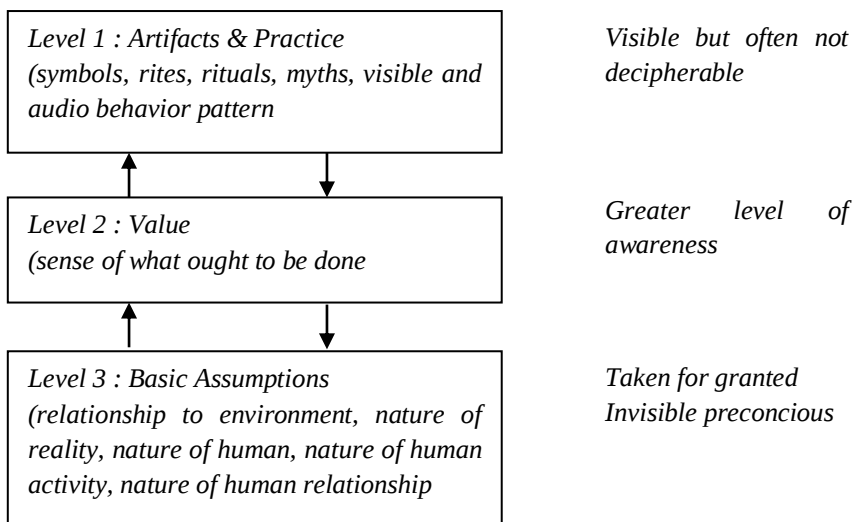 Level 1 : Artifacts & Practice
(symbols, rites, rituals, myths, visible and
audio behavior pattern
Visible but often not
decipherable
Level 2 : Value
(sense of what ought to be done
Greater level of
awareness
Level 3 : Basic Assumptions
(relationship to environment, nature of
reality, nature of human, nature of human
activity, nature of human relationship
Taken for granted
Invisible preconcious